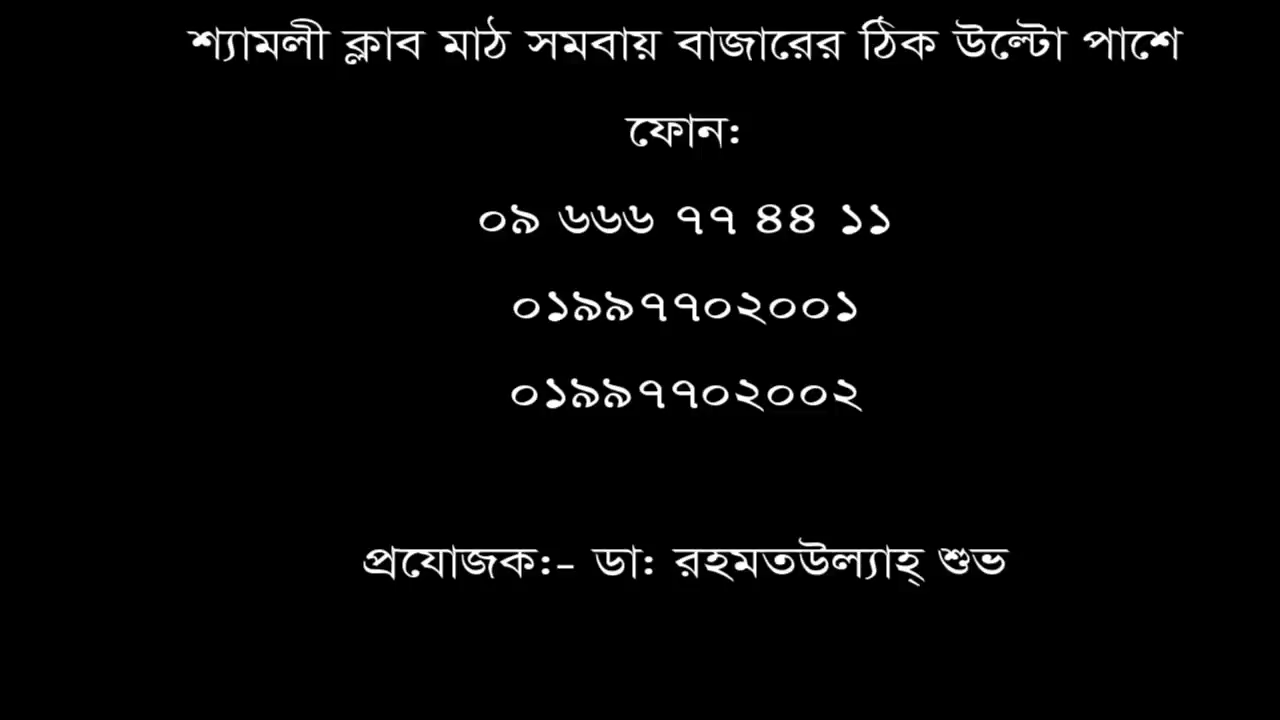 শ্যামলী ক্লাব মাঠ সমবায় বাজারের ঠিক উল্টো পাশে
ফোন:
০৯ ৬৬৬ ৭৭ ৪৪ ১১
০১৯৯৭৭০২০০১
০১৯৯৭৭০২০০২
প্রযোজক:- ডা: রহমতউল্যাহ্ শুভ